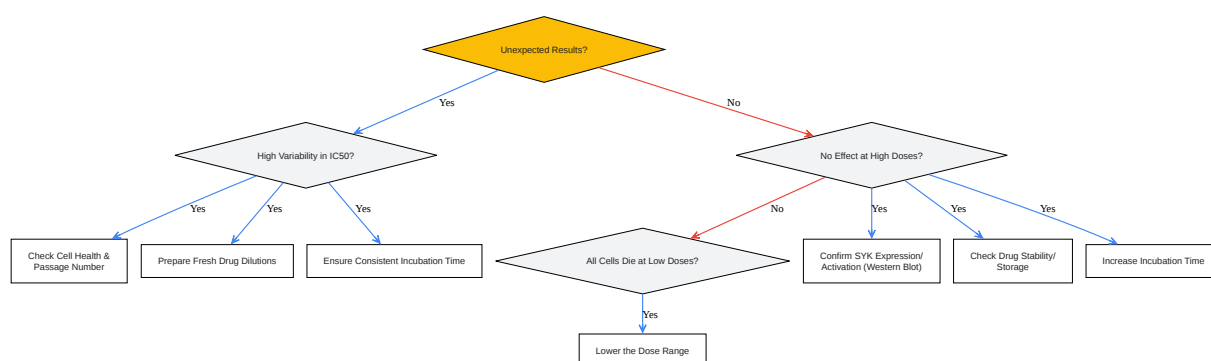 Unexpected Results?
Yes
No
High Variability in IC50?
No Effect at High Doses?
Yes
Yes
Yes
No
Yes
Yes
Yes
Check Cell Health &
Passage Number
Prepare Fresh Drug Dilutions
Ensure Consistent Incubation Time
All Cells Die at Low Doses?
Confirm SYK Expression/
Activation (Western Blot)
Check Drug Stability/
Storage
Increase Incubation Time
Yes
Lower the Dose Range